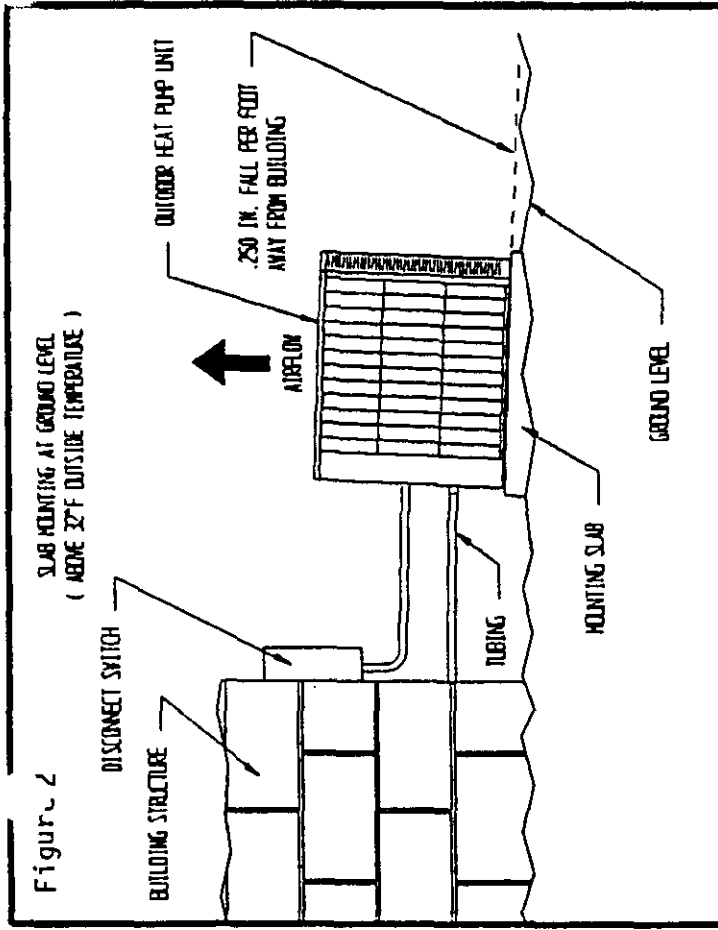 Figure 2
SLAB MOUNTING AT GROUND LEVEL
( ABOVE 32°F OUTSIDE TEMPERATURE )
DISCONNECT SWITCH
BUILDING STRUCTURE
OUTDOOR HEAT PUMP UNIT
AIRFLOW
.250 IN. FALL PER FOOT
AWAY FROM BUILDING
TUBING
MOUNTING SLAB
GROUND LEVEL